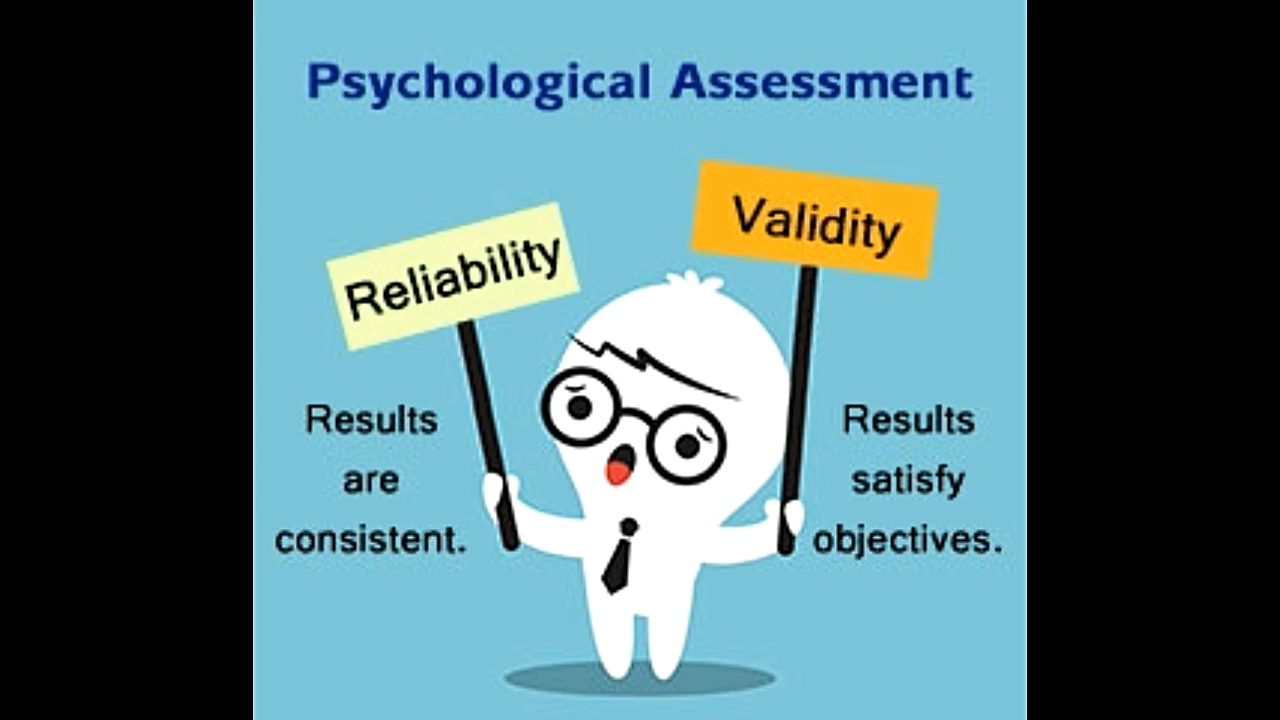 Psychological Assessment
Reliability
Validity
Results
are
consistent.
Results
satisfy
objectives.